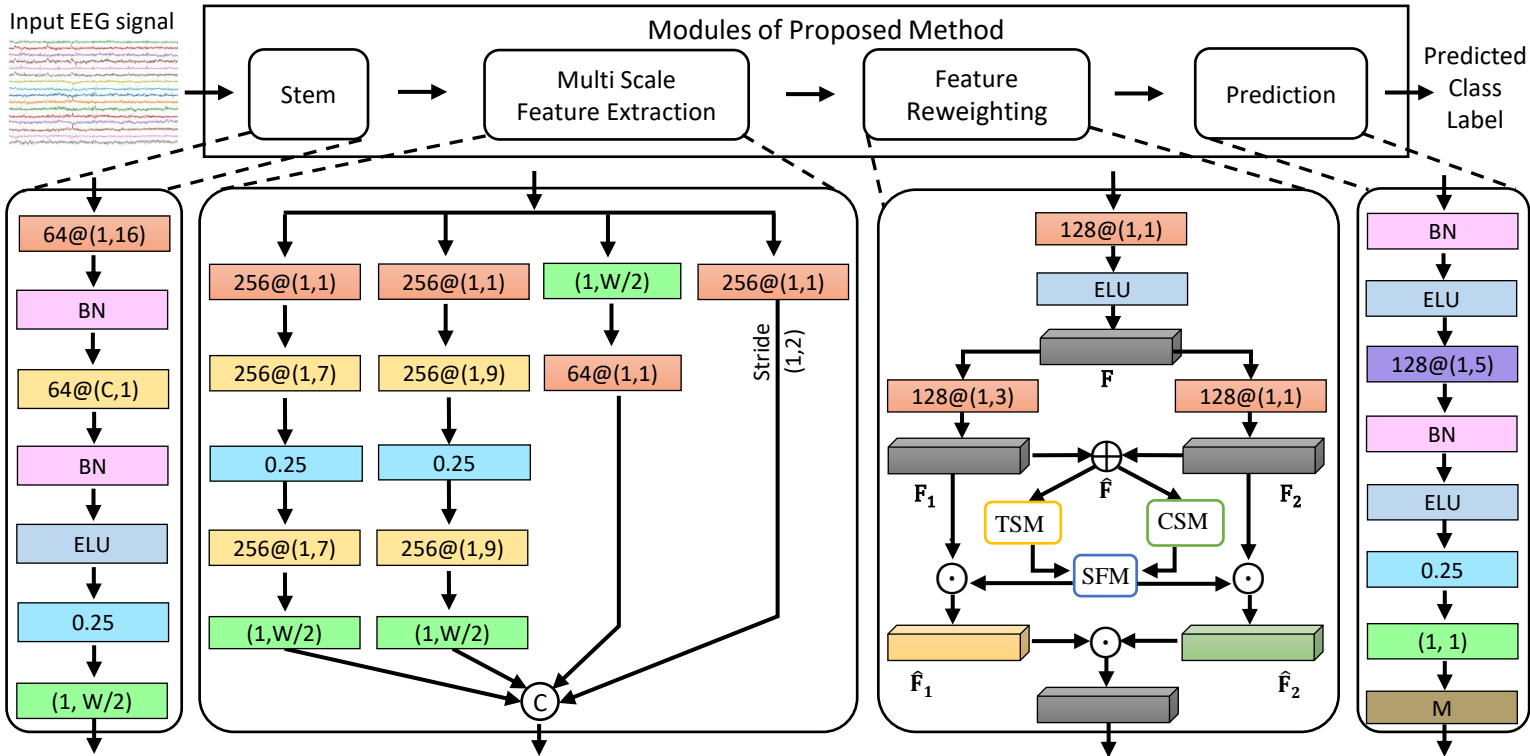 Input EEG signal
Modules of Proposed Method
Stem
Multi Scale
Feature Extraction
Feature
Reweighting
Prediction
Predicted
Class
Label
64@(1,16)
BN
64@(C,1)
BN
ELU
0.25
(1, W/2)
256@(1,1)
256@(1,1)
(1,W/2)
256@(1,1)
256@(1,7)
256@(1,9)
64@(1,1)
Stride
(1,2)
0.25
0.25
256@(1,7)
256@(1,9)
(1,W/2)
(1,W/2)
C
128@(1,1)
ELU
F
128@(1,3)
128@(1,1)
F₁
F̂
F₂
TSM
CSM
SFM
F̂₁
F̂₂
BN
ELU
128@(1,5)
BN
ELU
0.25
(1, 1)
M